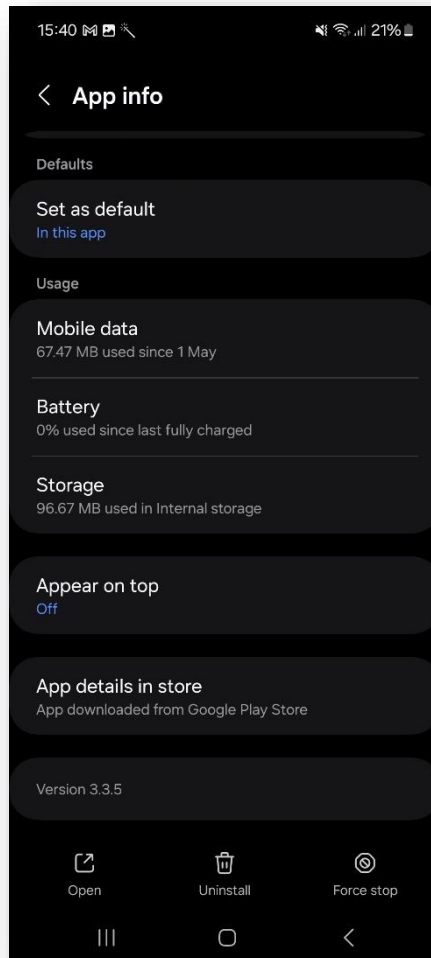 15:40 21%
App info
Defaults
Set as default
In this app
Usage
Mobile data
67.47 MB used since 1 May
Battery
0% used since last fully charged
Storage
96.67 MB used in Internal storage
Appear on top
Off
App details in store
App downloaded from Google Play Store
Version 3.3.5
Open Uninstall Force stop